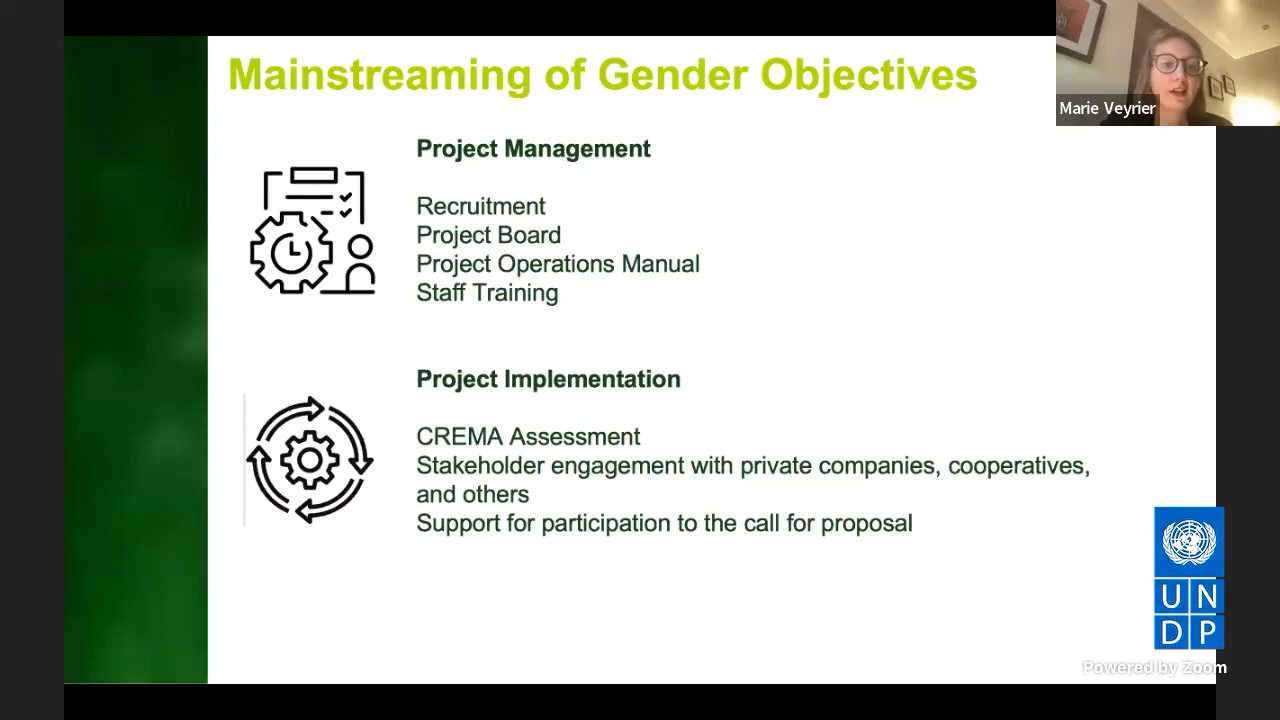 Mainstreaming of Gender Objectives
Marie Veyrier
Project Management
Recruitment
Project Board
Project Operations Manual
Staff Training
Project Implementation
CREMA Assessment
Stakeholder engagement with private companies, cooperatives,
and others
Support for participation to the call for proposal
U N
D P
Powered by Zoom